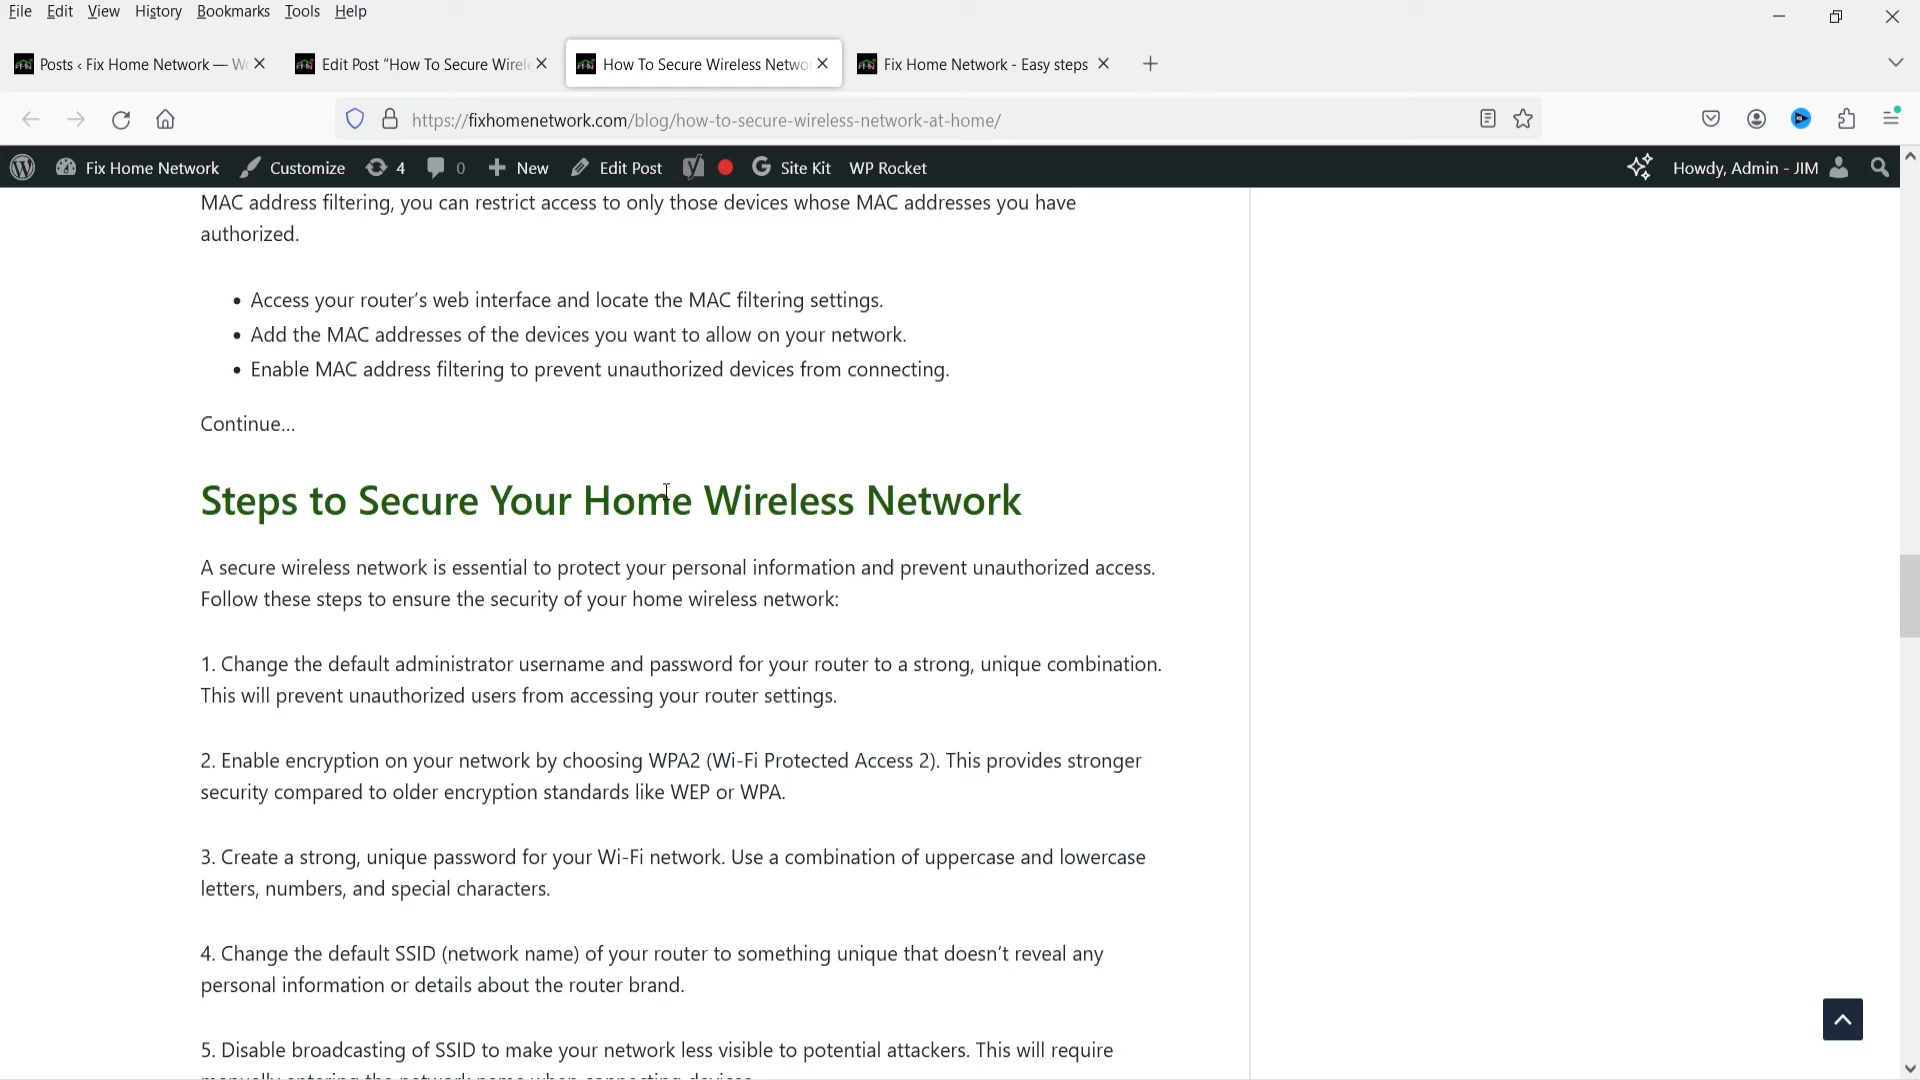 File Edit View History Bookmarks Tools Help
Posts ‹ Fix Home Network — Wo
Edit Post "How To Secure Wirele
How To Secure Wireless Networ
Fix Home Network - Easy steps
https://fixhomenetwork.com/blog/how-to-secure-wireless-network-at-home/
Fix Home Network Customize 4 0 New Edit Post Site Kit WP Rocket Howdy, Admin - JIM
MAC address filtering, you can restrict access to only those devices whose MAC addresses you have
authorized.
• Access your router's web interface and locate the MAC filtering settings.
• Add the MAC addresses of the devices you want to allow on your network.
• Enable MAC address filtering to prevent unauthorized devices from connecting.
Continue…
Steps to Secure Your Home Wireless Network
A secure wireless network is essential to protect your personal information and prevent unauthorized access.
Follow these steps to ensure the security of your home wireless network:
1. Change the default administrator username and password for your router to a strong, unique combination.
This will prevent unauthorized users from accessing your router settings.
2. Enable encryption on your network by choosing WPA2 (Wi-Fi Protected Access 2). This provides stronger
security compared to older encryption standards like WEP or WPA.
3. Create a strong, unique password for your Wi-Fi network. Use a combination of uppercase and lowercase
letters, numbers, and special characters.
4. Change the default SSID (network name) of your router to something unique that doesn't reveal any
personal information or details about the router brand.
5. Disable broadcasting of SSID to make your network less visible to potential attackers. This will require
manually entering the network name when connecting devices.